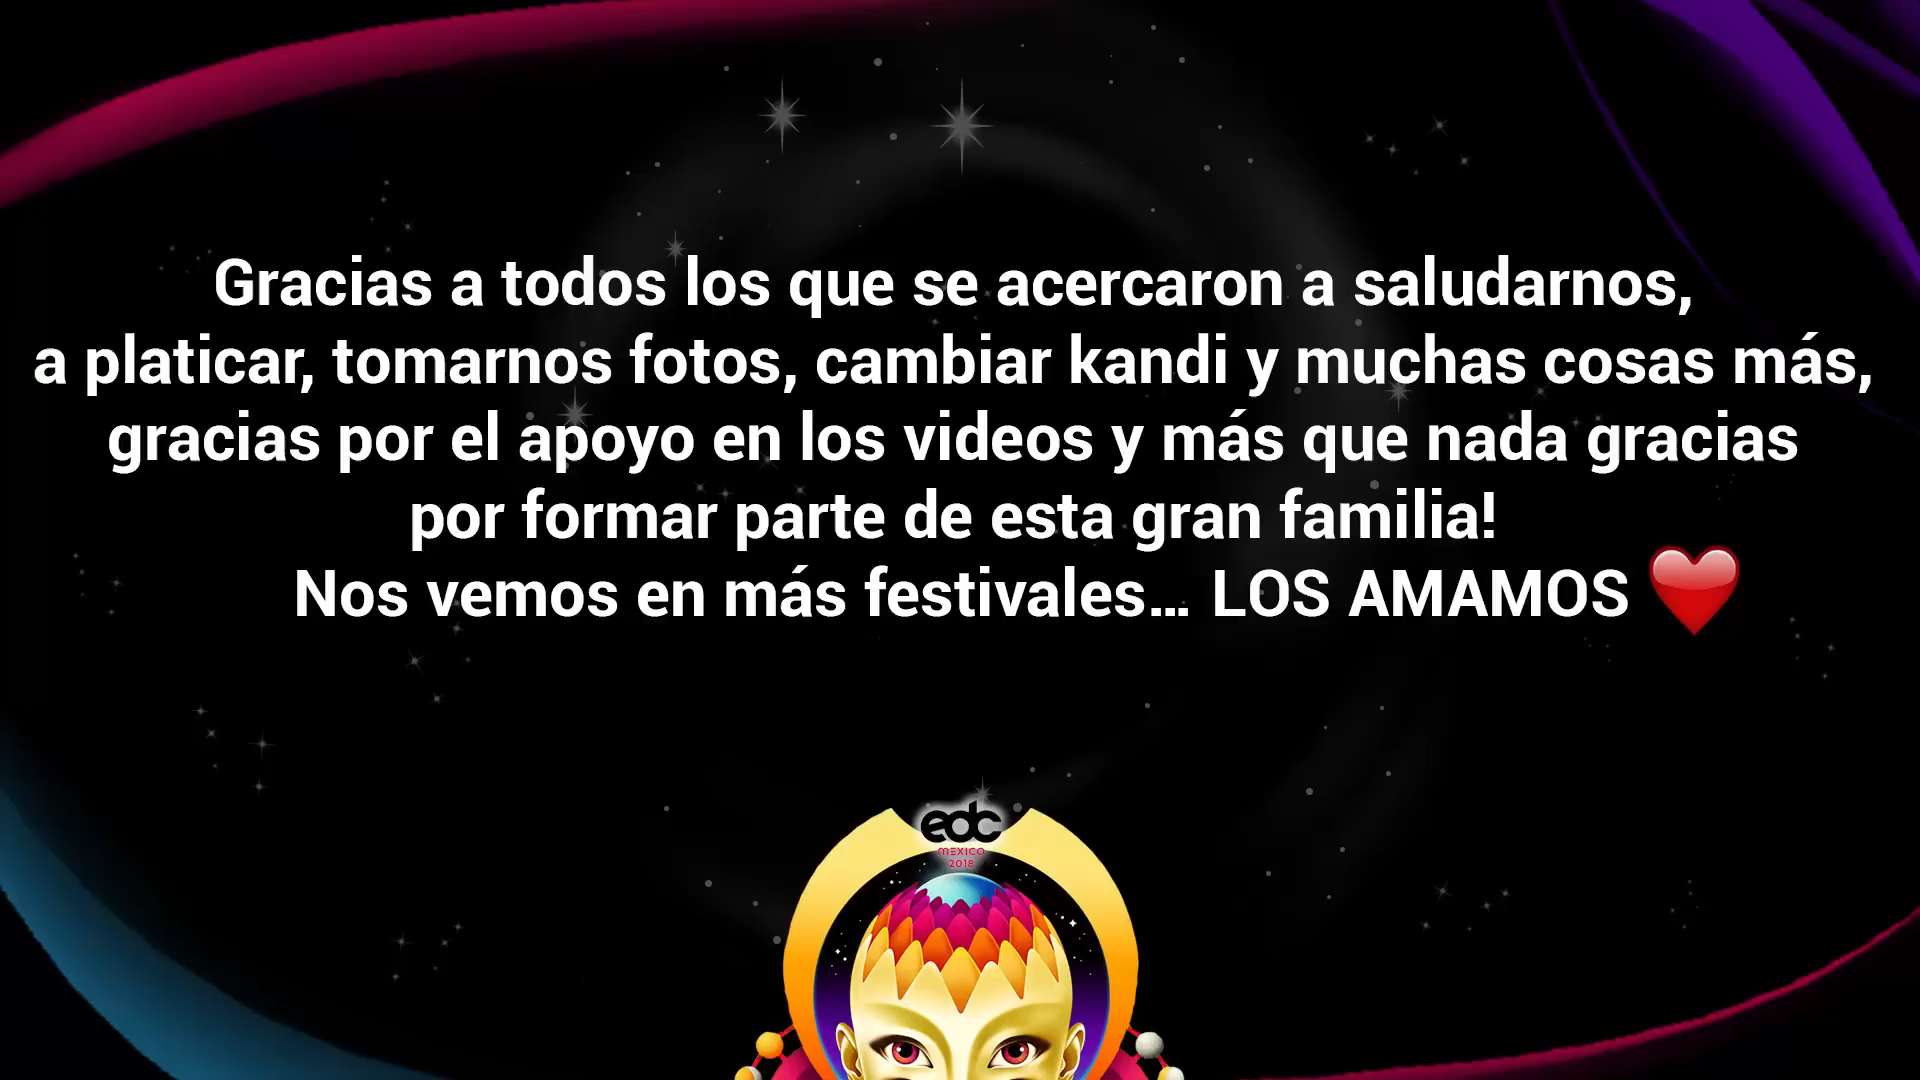 Gracias a todos los que se acercaron a saludarnos,
a platicar, tomarnos fotos, cambiar kandi y muchas cosas más,
gracias por el apoyo en los videos y más que nada gracias
por formar parte de esta gran familia!
Nos vemos en más festivales... LOS AMAMOS ❤️
edc
MEXICO
2018